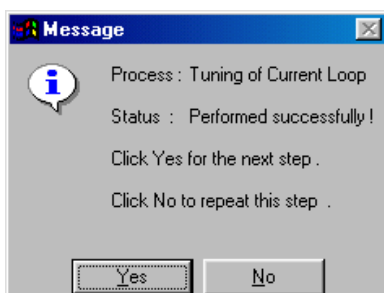 Message
Process : Tuning of Current Loop
Status : Performed successfully !
Click Yes for the next step .
Click No to repeat this step .
Yes No